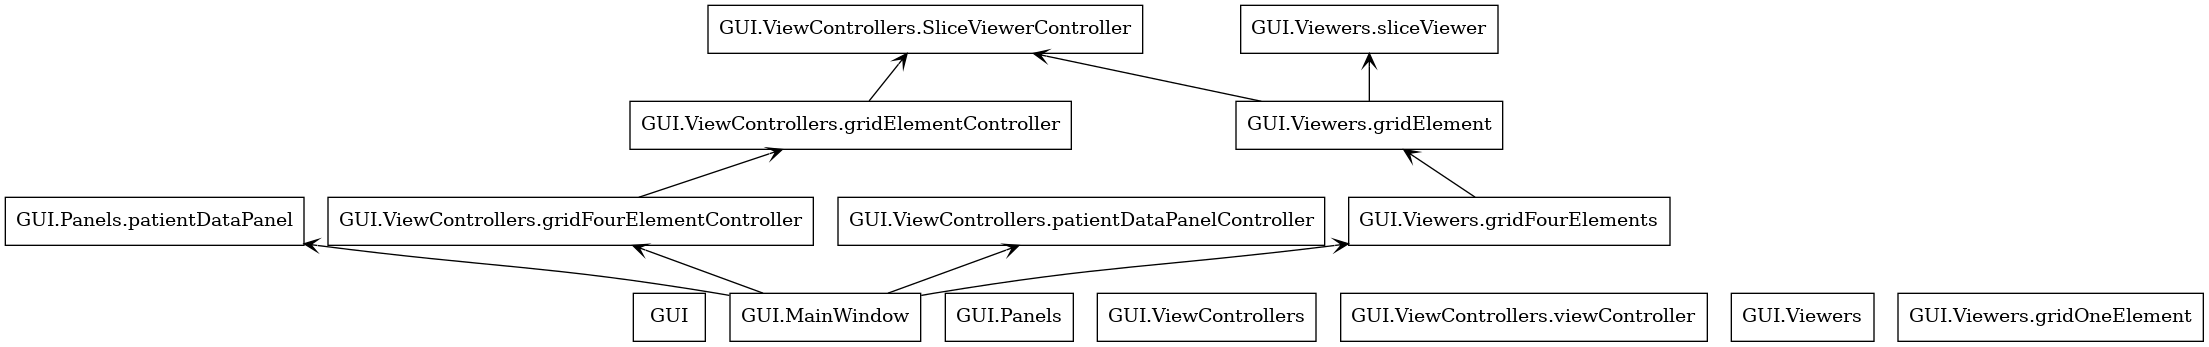 GUI.ViewControllers.SliceViewerController
GUI.Viewers.sliceViewer
GUI.ViewControllers.gridElementController
GUI.Viewers.gridElement
GUI.Panels.patientDataPanel
GUI.ViewControllers.gridFourElementController
GUI.ViewControllers.patientDataPanelController
GUI.Viewers.gridFourElements
GUI
GUI.MainWindow
GUI.Panels
GUI.ViewControllers
GUI.ViewControllers.viewController
GUI.Viewers
GUI.Viewers.gridOneElement